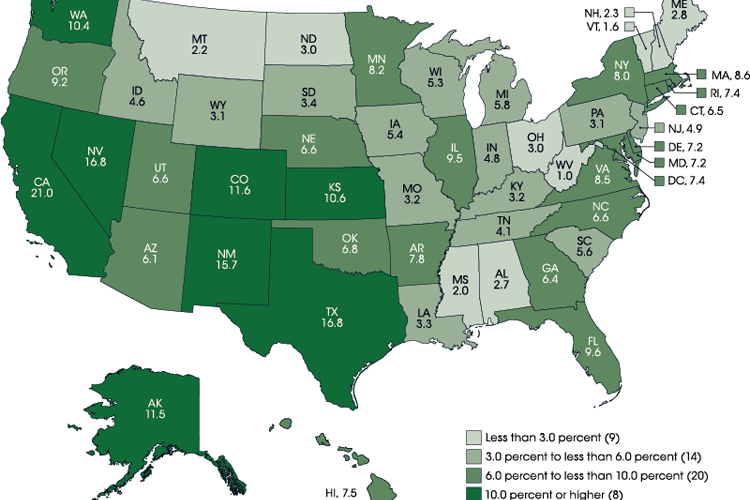 WA
10.4
OR
9.2
CA
21.0
NV
16.8
ID
4.6
MT
2.2
WY
3.1
UT
6.6
AZ
6.1
CO
11.6
NM
15.7
ND
3.0
SD
3.4
NE
6.6
KS
10.6
OK
6.8
TX
16.8
MN
8.2
IA
5.4
MO
3.2
AR
7.8
LA
3.3
WI
5.3
IL
9.5
MI
5.8
IN
4.8
OH
3.0
KY
3.2
TN
4.1
MS
2.0
AL
2.7
GA
6.4
FL
9.6
SC
5.6
NC
6.6
VA
8.5
WV
1.0
PA
3.1
NY
8.0
ME
2.8
NH, 2.3
VT, 1.6
MA, 8.6
RI, 7.4
CT, 6.5
NJ, 4.9
DE, 7.2
MD, 7.2
DC, 7.4
AK
11.5
HI, 7.5
Less than 3.0 percent (9)
3.0 percent to less than 6.0 percent (14)
6.0 percent to less than 10.0 percent (20)
10.0 percent or higher (8)